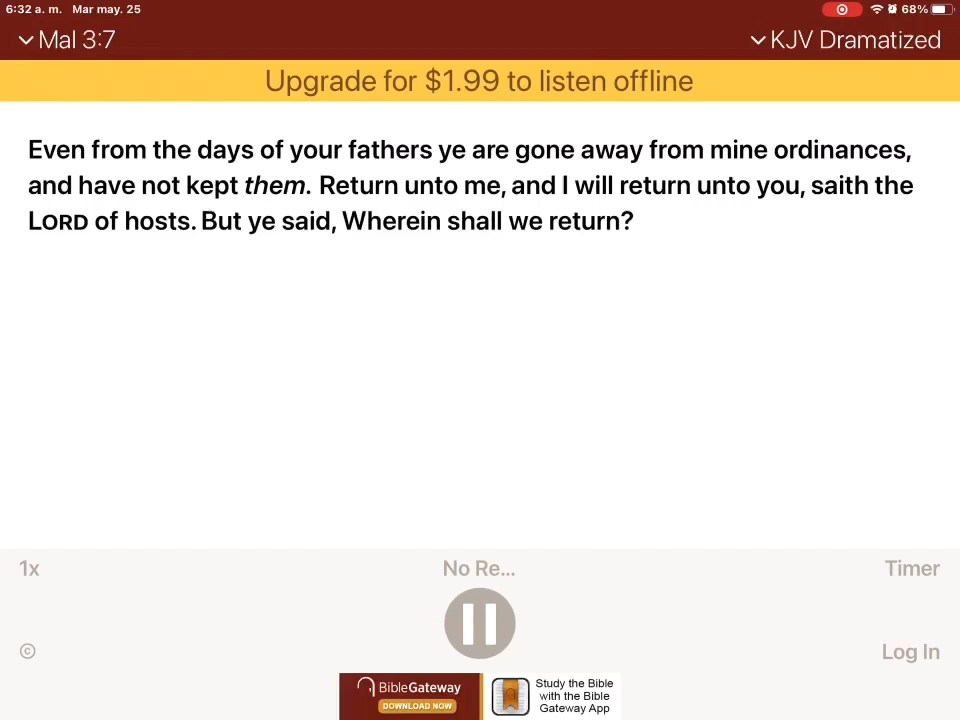 6:32 a. m. Mar may. 25
68%
Mal 3:7
KJV Dramatized
Upgrade for $1.99 to listen offline
Even from the days of your fathers ye are gone away from mine ordinances,
and have not kept them. Return unto me, and I will return unto you, saith the
LORD of hosts. But ye said, Wherein shall we return?
1x
No Re...
Timer
©
Log In
BibleGateway
DOWNLOAD NOW
Study the Bible
with the Bible
Gateway App